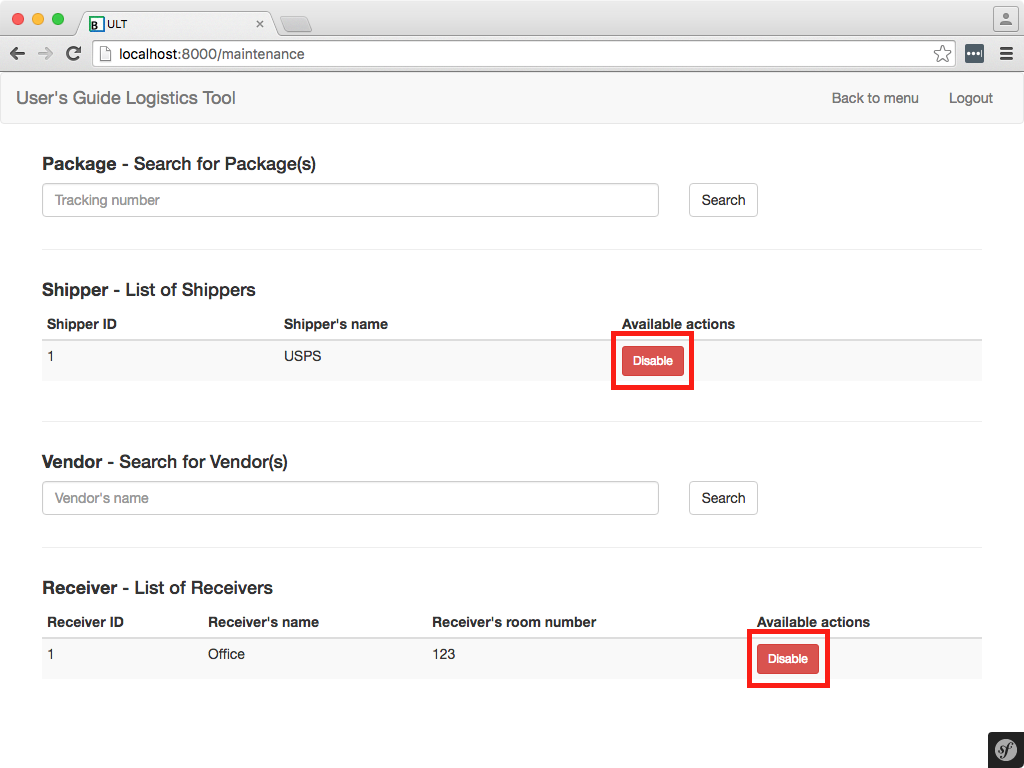 B ULT
localhost:8000/maintenance
User's Guide Logistics Tool Back to menu Logout
Package - Search for Package(s)
Tracking number Search
Shipper - List of Shippers
Shipper ID Shipper's name Available actions
1 USPS Disable
Vendor - Search for Vendor(s)
Vendor's name Search
Receiver - List of Receivers
Receiver ID Receiver's name Receiver's room number Available actions
1 Office 123 Disable
sf